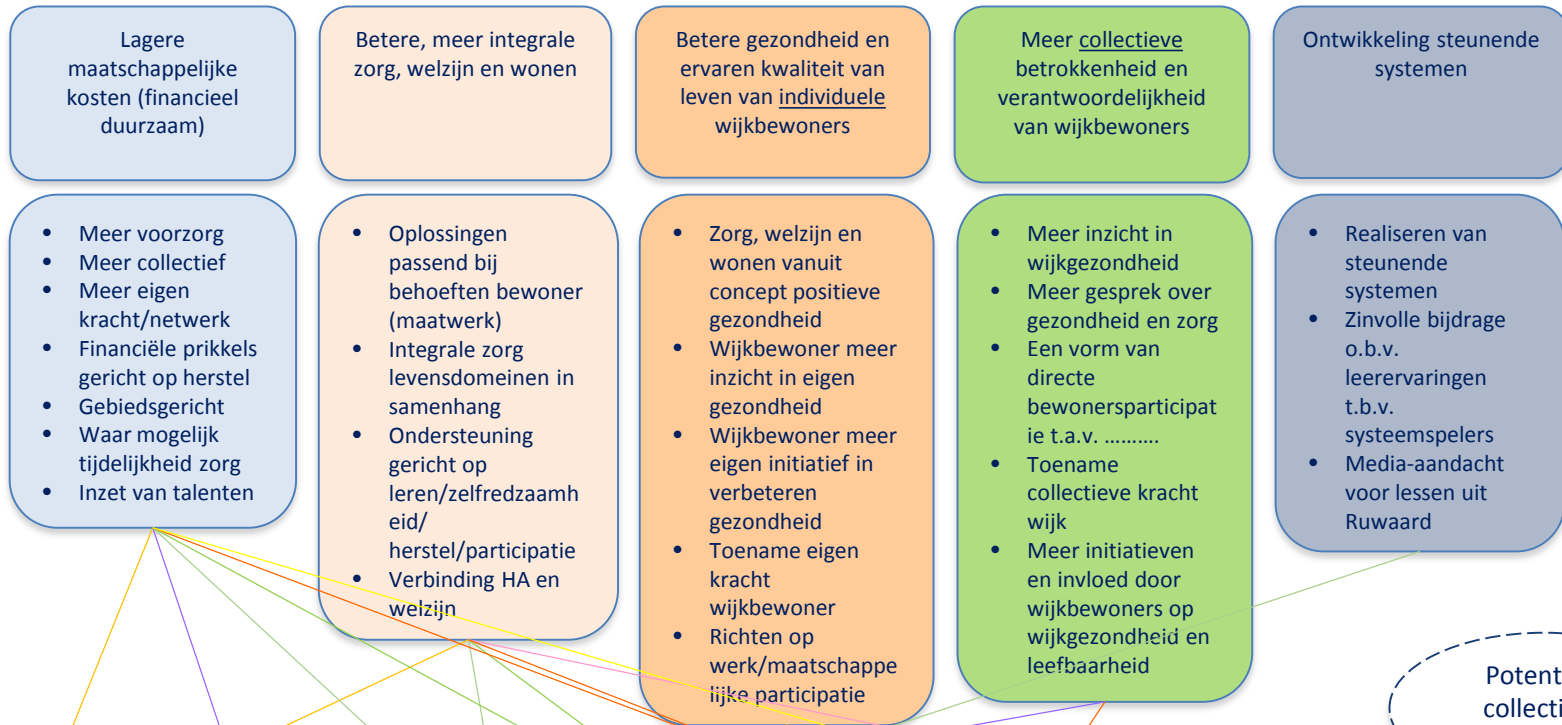 Lagere
maatschappelijke
kosten (financieel
duurzaam)
Betere, meer integrale
zorg, welzijn en wonen
Betere gezondheid en
ervaren kwaliteit van
leven van individuele
wijkbewoners
Meer collectieve
betrokkenheid en
verantwoordelijkheid
van wijkbewoners
Ontwikkeling steunende
systemen
• Meer voorzorg
• Meer collectief
• Meer eigen
kracht/netwerk
• Financiële prikkels
gericht op herstel
• Gebiedsgericht
• Waar mogelijk
tijdelijkheid zorg
• Inzet van talenten
• Oplossingen
passend bij
behoeften bewoner
(maatwerk)
• Integrale zorg
levensdomeinen in
samenhang
• Ondersteuning
gericht op
leren/zelfredzaamh
eid/
herstel/participatie
• Verbinding HA en
welzijn
• Zorg, welzijn en
wonen vanuit
concept positieve
gezondheid
• Wijkbewoner meer
inzicht in eigen
gezondheid
• Wijkbewoner meer
eigen initiatief in
verbeteren
gezondheid
• Toename eigen
kracht
wijkbewoner
• Richten op
werk/maatschappe
lijke participatie
• Meer inzicht in
wijkgezondheid
• Meer gesprek over
gezondheid en zorg
• Een vorm van
directe
bewonersparticipat
ie t.a.v. ……….
• Toename
collectieve kracht
wijk
• Meer initiatieven
en invloed door
wijkbewoners op
wijkgezondheid en
leefbaarheid
• Realiseren van
steunende
systemen
• Zinvolle bijdrage
o.b.v.
leerervaringen
t.b.v.
systeemspelers
• Media-aandacht
voor lessen uit
Ruwaard
Potent
collecti